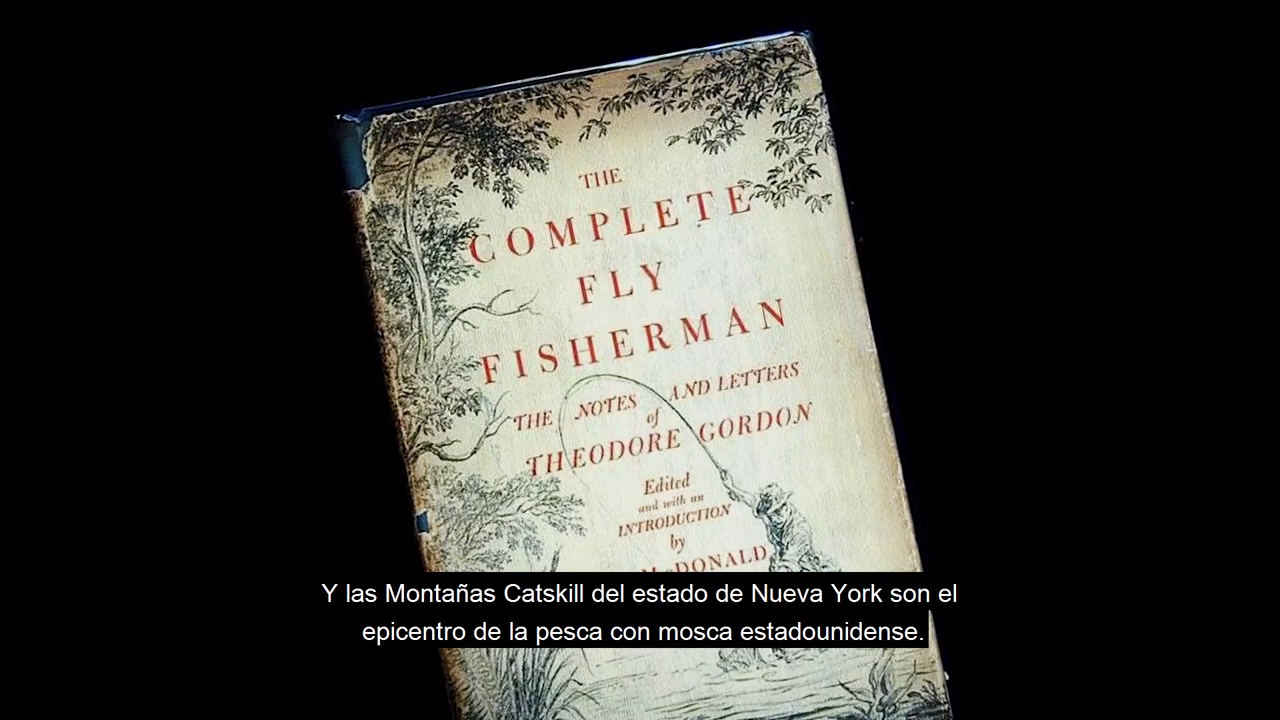 THE
COMPLETE
FLY
FISHERMAN
THE NOTES AND LETTERS
of
THEODORE GORDON
Edited
and with an
INTRODUCTION
by
McDONALD
Y las Montañas Catskill del estado de Nueva York son el
epicentro de la pesca con mosca estadounidense.